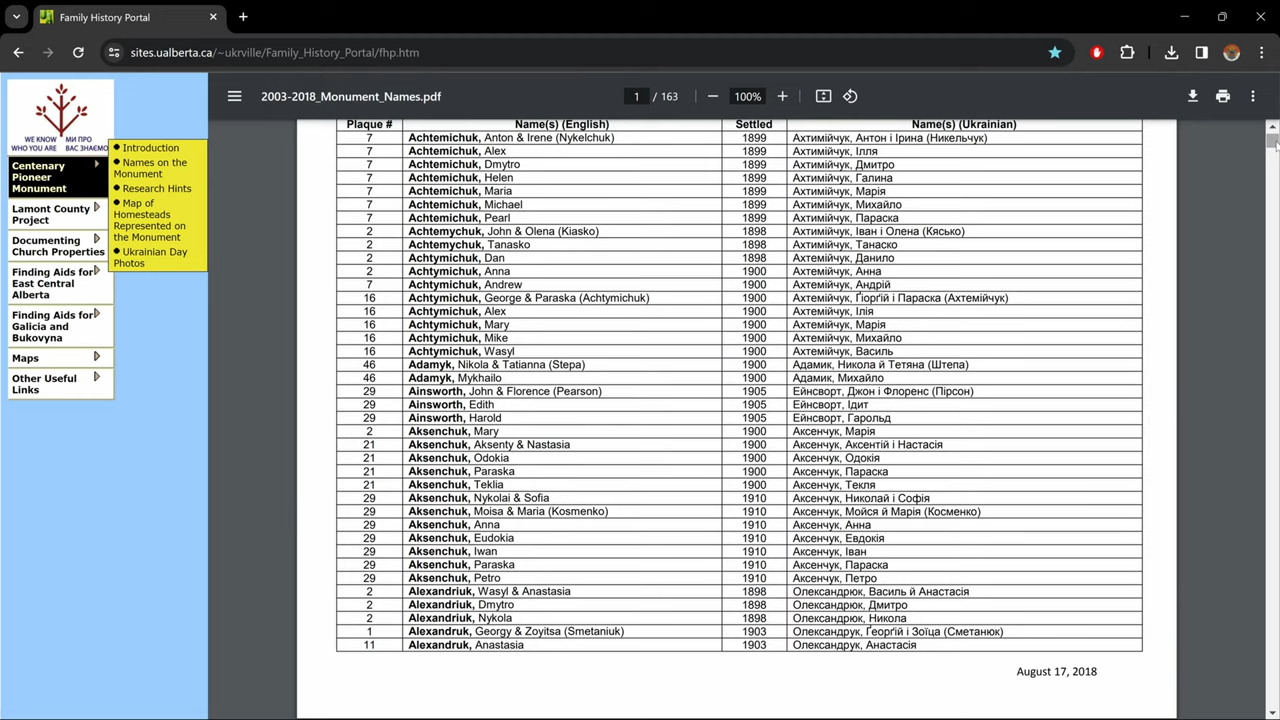 Family History Portal
sites.ualberta.ca/~ukrville/Family_History_Portal/fhp.htm
2003-2018_Monument_Names.pdf
1 / 163
100%
WE KNOW МИ ПРО
WHO YOU ARE ВАС ЗНАЄМО
Centenary
Pioneer
Monument
Lamont County
Project
Documenting
Church Properties
Finding Aids for
East Central
Alberta
Finding Aids for
Galicia and
Bukovyna
Maps
Other Useful
Links
Introduction
Names on the
Monument
Research Hints
Map of
Homesteads
Represented on
the Monument
Ukrainian Day
Photos
Plaque # Name(s) (English) Settled Name(s) (Ukrainian)
7 Achtemichuk, Anton & Irene (Nykelchuk) 1899 Ахтимійчук, Антон і Ірина (Никельчук)
7 Achtemichuk, Alex 1899 Ахтимійчук, Ілля
7 Achtemichuk, Dmytro 1899 Ахтимійчук, Дмитро
7 Achtemichuk, Helen 1899 Ахтимійчук, Галина
7 Achtemichuk, Maria 1899 Ахтимійчук, Марія
7 Achtemichuk, Michael 1899 Ахтимійчук, Михайло
7 Achtemichuk, Pearl 1899 Ахтимійчук, Параска
2 Achtemychuk, John & Olena (Kiasko) 1898 Ахтимійчук, Іван і Олена (Кясько)
2 Achtemychuk, Tanasko 1898 Ахтимійчук, Танаско
2 Achtymichuk, Dan 1898 Ахтемійчук, Данило
2 Achtymichuk, Anna 1900 Ахтемійчук, Анна
7 Achtymichuk, Andrew 1900 Ахтемійчук, Андрій
16 Achtymichuk, George & Paraska (Achtymichuk) 1900 Ахтемійчук, Ґіорґій і Параска (Ахтемійчук)
16 Achtymichuk, Alex 1900 Ахтемійчук, Ілія
16 Achtymichuk, Mary 1900 Ахтемійчук, Марія
16 Achtymichuk, Mike 1900 Ахтемійчук, Михайло
16 Achtymichuk, Wasyl 1900 Ахтемійчук, Василь
46 Adamyk, Nikola & Tatianna (Stepa) 1900 Адамик, Никола й Тетяна (Штепа)
46 Adamyk, Mykhailo 1900 Адамик, Михайло
29 Ainsworth, John & Florence (Pearson) 1905 Ейнсворт, Джон і Флоренс (Пірсон)
29 Ainsworth, Edith 1905 Ейнсворт, Ідит
29 Ainsworth, Harold 1905 Ейнсворт, Гарольд
2 Aksenchuk, Mary 1900 Аксенчук, Марія
21 Aksenchuk, Aksenty & Nastasia 1900 Аксенчук, Аксентій і Настасія
21 Aksenchuk, Odokia 1900 Аксенчук, Одокія
21 Aksenchuk, Paraska 1900 Аксенчук, Параска
21 Aksenchuk, Teklia 1900 Аксенчук, Текля
29 Aksenchuk, Nykolai & Sofia 1910 Аксенчук, Николай і Софія
29 Aksenchuk, Moisa & Maria (Kosmenko) 1910 Аксенчук, Мойся й Марія (Косменко)
29 Aksenchuk, Anna 1910 Аксенчук, Анна
29 Aksenchuk, Eudokia 1910 Аксенчук, Евдокія
29 Aksenchuk, Iwan 1910 Аксенчук, Іван
29 Aksenchuk, Paraska 1910 Аксенчук, Параска
29 Aksenchuk, Petro 1910 Аксенчук, Петро
2 Alexandriuk, Wasyl & Anastasia 1898 Олександрюк, Василь й Анастасія
2 Alexandriuk, Dmytro 1898 Олександрюк, Дмитро
2 Alexandriuk, Nykola 1898 Олександрюк, Никола
1 Alexandruk, Georgy & Zoyitsa (Smetaniuk) 1903 Олександрук, Ґеорґій і Зоїца (Сметанюк)
11 Alexandruk, Anastasia 1903 Олександрук, Анастасія
August 17, 2018